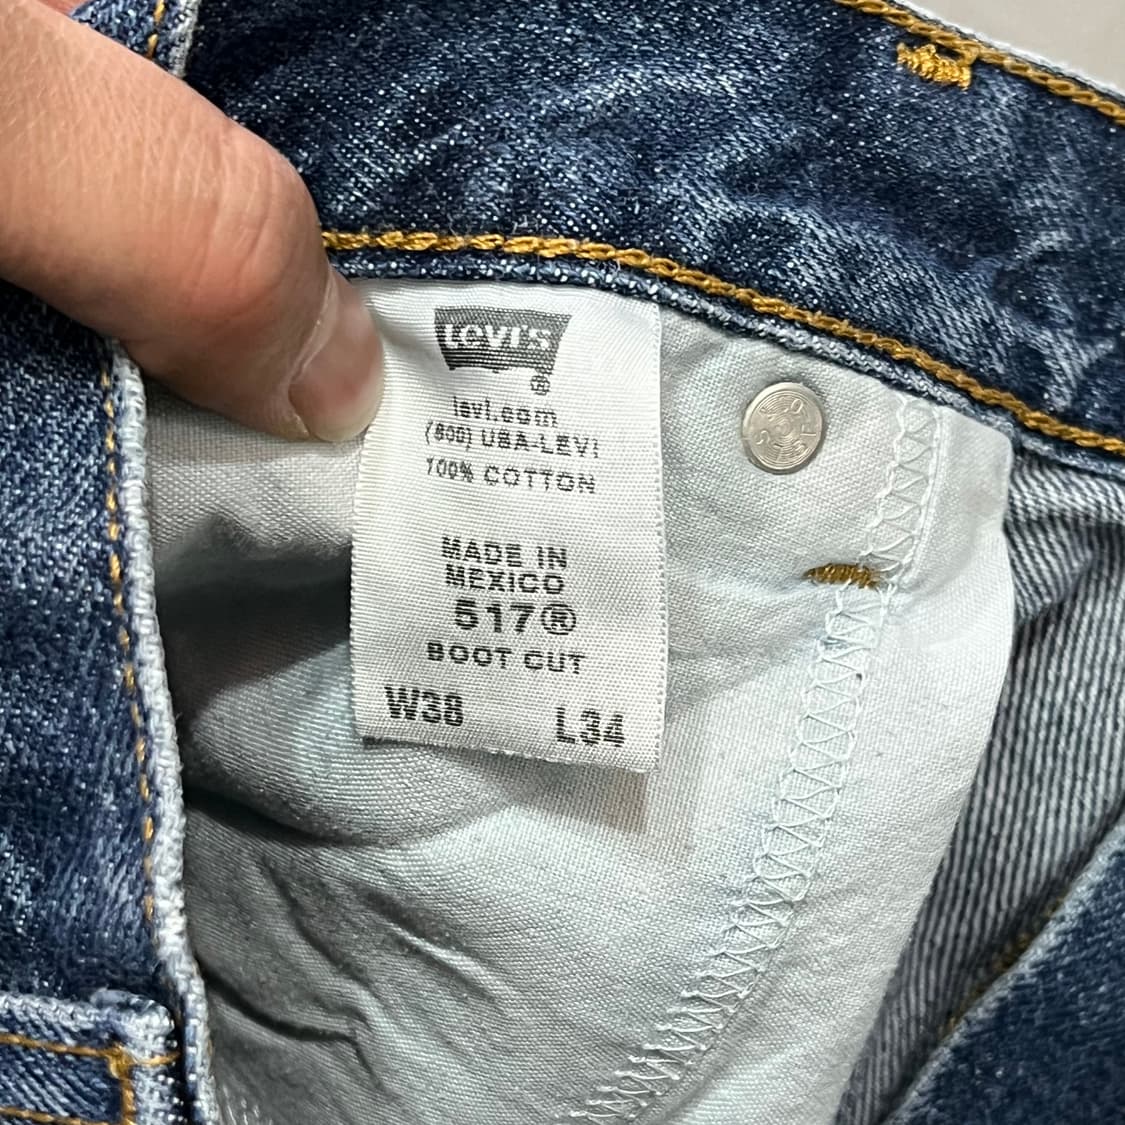 LEVI'S
®
levi.com
(800) USA-LEVI
100% COTTON
MADE IN
MEXICO
517®
BOOT CUT
W38 L34